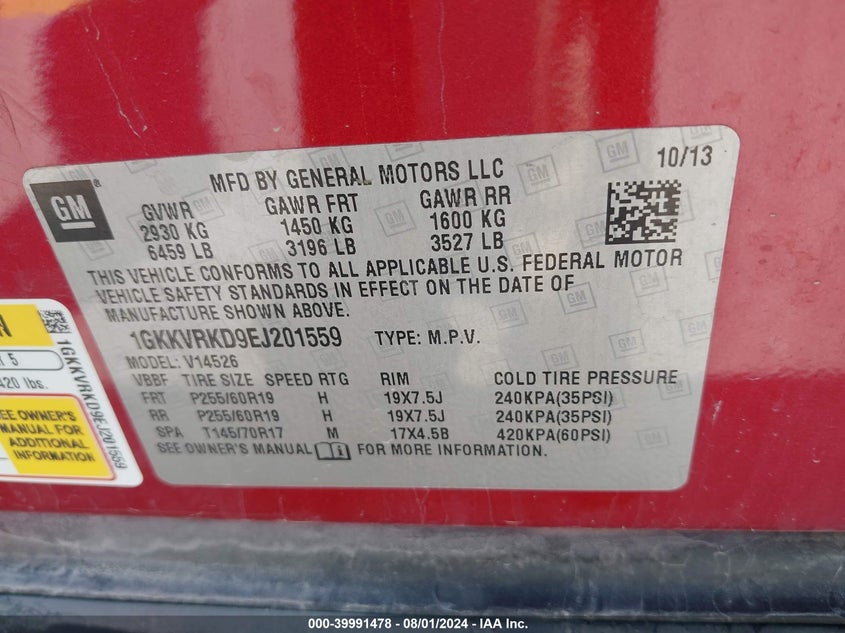 MFD BY GENERAL MOTORS LLC
10/13
GM
GVWR GAWR FRT GAWR RR
2930 KG 1450 KG 1600 KG
6459 LB 3196 LB 3527 LB
THIS VEHICLE CONFORMS TO ALL APPLICABLE U.S. FEDERAL MOTOR
VEHICLE SAFETY STANDARDS IN EFFECT ON THE DATE OF
MANUFACTURE SHOWN ABOVE.
1GKKVRKD9EJ201559 TYPE: M.P.V.
MODEL: V14526
VBBF TIRE SIZE SPEED RTG RIM COLD TIRE PRESSURE
FRT P255/60R19 H 19X7.5J 240KPA(35PSI)
RR P255/60R19 H 19X7.5J 240KPA(35PSI)
SPA T145/70R17 M 17X4.5B 420KPA(60PSI)
SEE OWNER'S MANUAL FOR MORE INFORMATION.
N
5
420 lbs.
SEE OWNER'S
MANUAL FOR
ADDITIONAL
INFORMATION
1GKKVRKD9EJ201559
000-39991478 - 08/01/2024 - IAA Inc.